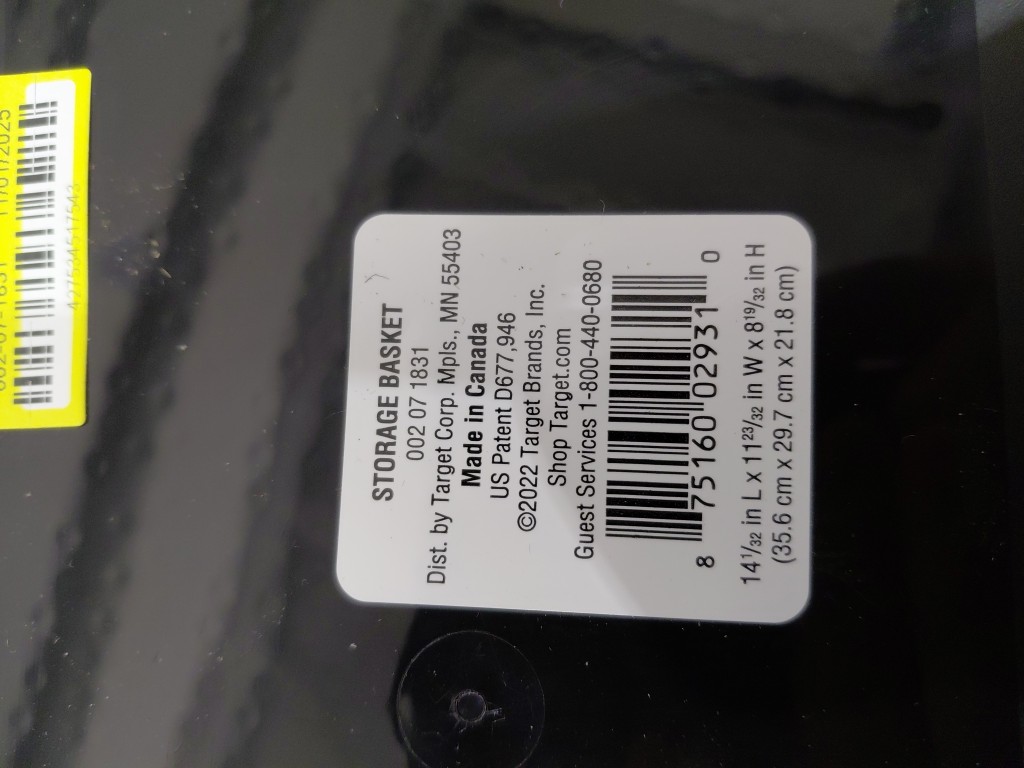 STORAGE BASKET
002 07 1831
Dist. by Target Corp. Mpls., MN 55403
Made in Canada
US Patent D677,946
©2022 Target Brands, Inc.
Shop Target.com
Guest Services 1-800-440-0680
8 75160 02931 0
14 1/32 in L x 11 23/32 in W x 8 19/32 in H
(35.6 cm x 29.7 cm x 21.8 cm)
11/01/2025